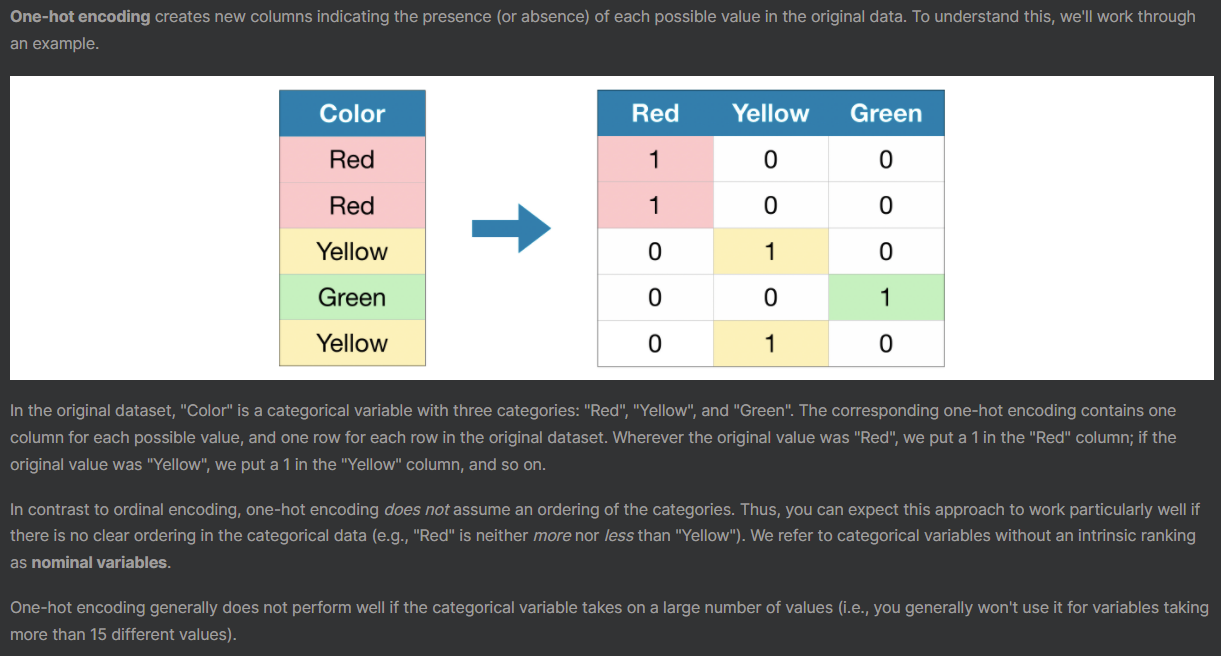 One-hot encoding creates new columns indicating the presence (or absence) of each possible value in the original data. To understand this, we'll work through
an example.
Color
Red
Red
Yellow
Green
Yellow
Red Yellow Green
1 0 0
1 0 0
0 1 0
0 0 1
0 1 0
In the original dataset, "Color" is a categorical variable with three categories: "Red", "Yellow", and "Green". The corresponding one-hot encoding contains one
column for each possible value, and one row for each row in the original dataset. Wherever the original value was "Red", we put a 1 in the "Red" column; if the
original value was "Yellow", we put a 1 in the "Yellow" column, and so on.
In contrast to ordinal encoding, one-hot encoding does not assume an ordering of the categories. Thus, you can expect this approach to work particularly well if
there is no clear ordering in the categorical data (e.g., "Red" is neither more nor less than "Yellow"). We refer to categorical variables without an intrinsic ranking
as nominal variables.
One-hot encoding generally does not perform well if the categorical variable takes on a large number of values (i.e., you generally won't use it for variables taking
more than 15 different values).